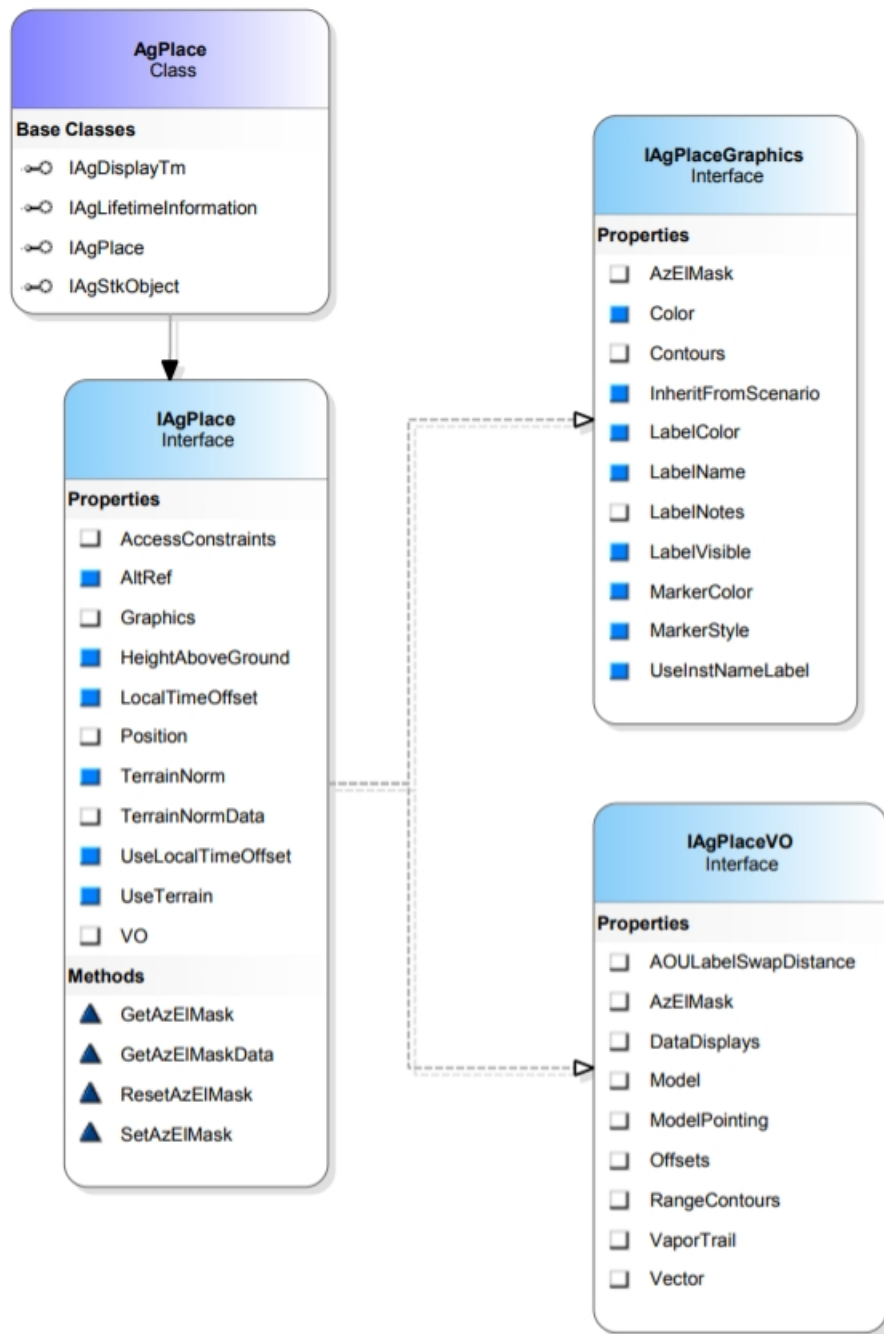 AgPlace
Class
Base Classes
IAgDisplayTm
IAgLifetimeInformation
IAgPlace
IAgStkObject
IAgPlace
Interface
Properties
AccessConstraints
AltRef
Graphics
HeightAboveGround
LocalTimeOffset
Position
TerrainNorm
TerrainNormData
UseLocalTimeOffset
UseTerrain
VO
Methods
GetAzElMask
GetAzElMaskData
ResetAzElMask
SetAzElMask
IAgPlaceGraphics
Interface
Properties
AzElMask
Color
Contours
InheritFromScenario
LabelColor
LabelName
LabelNotes
LabelVisible
MarkerColor
MarkerStyle
UseInstNameLabel
IAgPlaceVO
Interface
Properties
AOULabelSwapDistance
AzElMask
DataDisplays
Model
ModelPointing
Offsets
RangeContours
VaporTrail
Vector